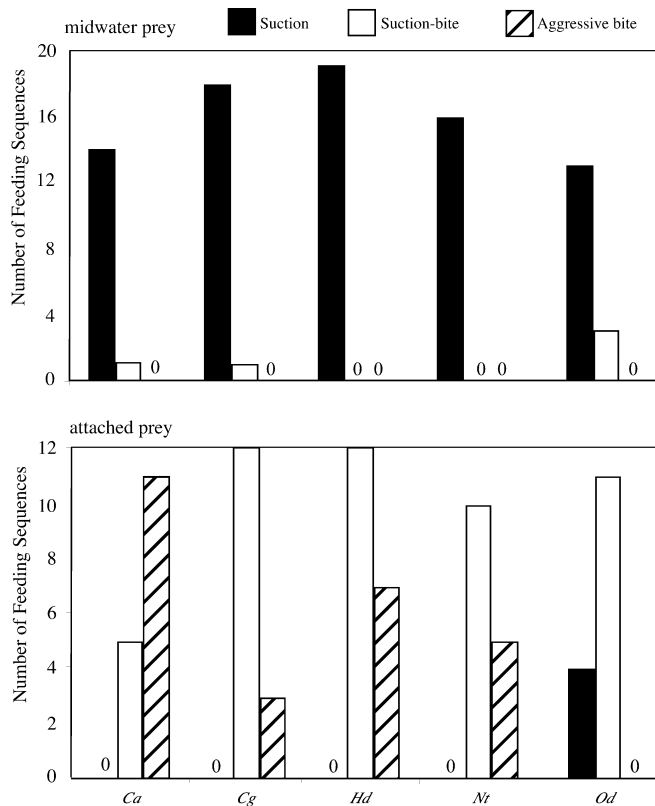 midwater prey
Suction
Suction-bite
Aggressive bite
Number of Feeding Sequences
20
16
12
8
4
0
0 0 0 0 0 0 0
attached prey
Number of Feeding Sequences
12
10
8
6
4
2
0
0 0 0 0 0
Ca Cg Hd Nt Od